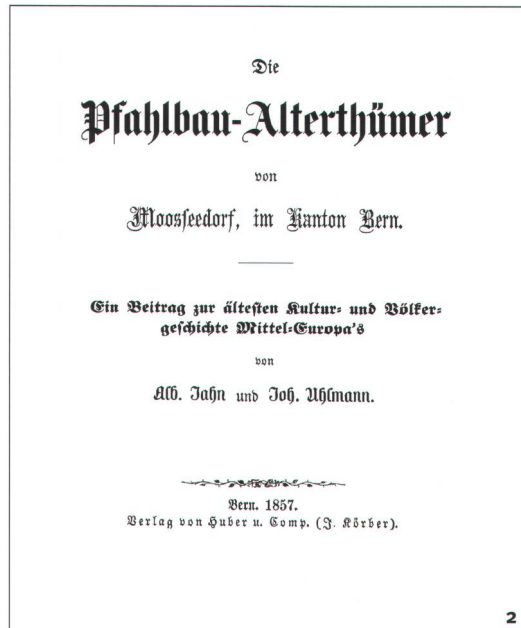 Die
Pfahlbau-Alterthümer
von
Moosseedorf, im Kanton Bern.
Ein Beitrag zur ältesten Kultur- und Völker-
geschichte Mittel-Europa's
von
Alb. Jahn und Joh. Uhlmann.
Bern. 1857.
Verlag von Huber u. Comp. (J. Körber).
2